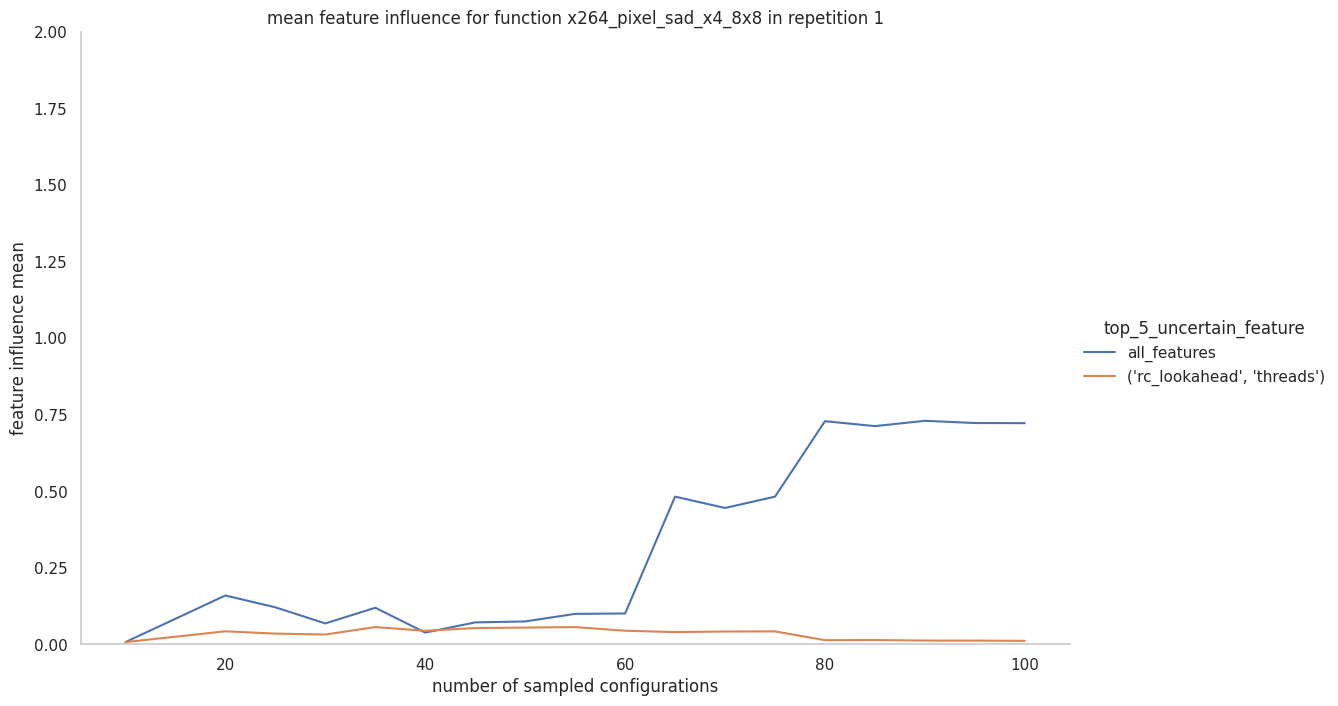 mean feature influence for function x264_pixel_sad_x4_8x8 in repetition 1
2.00
1.75
1.50
1.25
1.00
0.75
0.50
0.25
0.00
feature influence mean
20 40 60 80 100
number of sampled configurations
top_5_uncertain_feature
all_features
('rc_lookahead', 'threads')